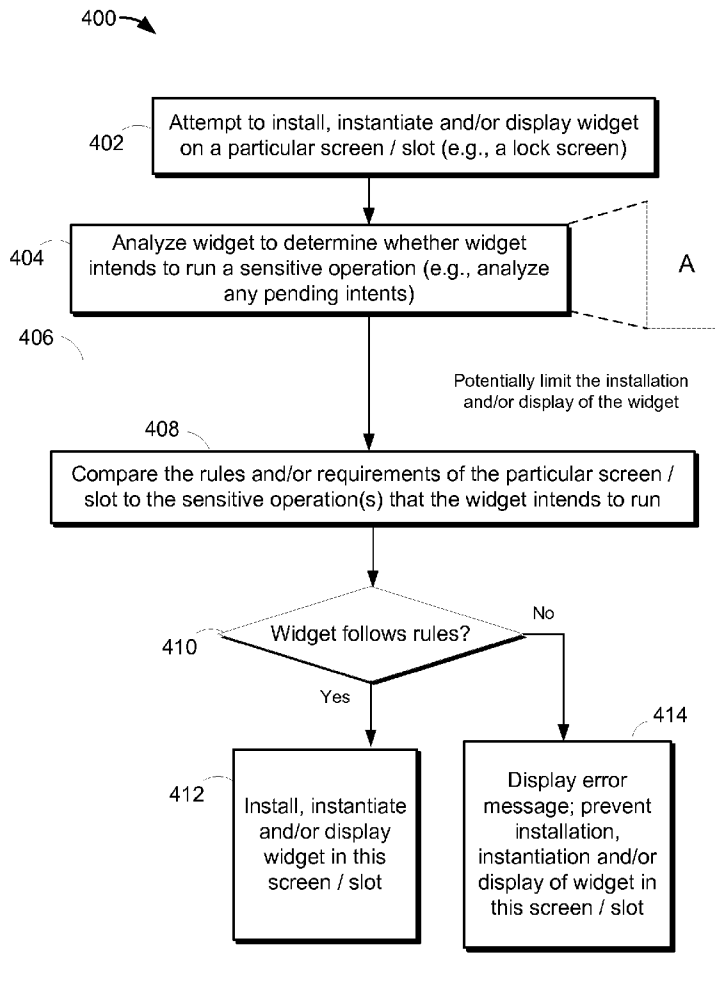 400
402
Attempt to install, instantiate and/or display widget
on a particular screen / slot (e.g., a lock screen)
404
Analyze widget to determine whether widget
intends to run a sensitive operation (e.g., analyze
any pending intents)
A
406
Potentially limit the installation
and/or display of the widget
408
Compare the rules and/or requirements of the particular screen /
slot to the sensitive operation(s) that the widget intends to run
410
Widget follows rules?
No
Yes
412
Install, instantiate
and/or display
widget in this
screen / slot
414
Display error
message; prevent
installation,
instantiation and/or
display of widget in
this screen / slot